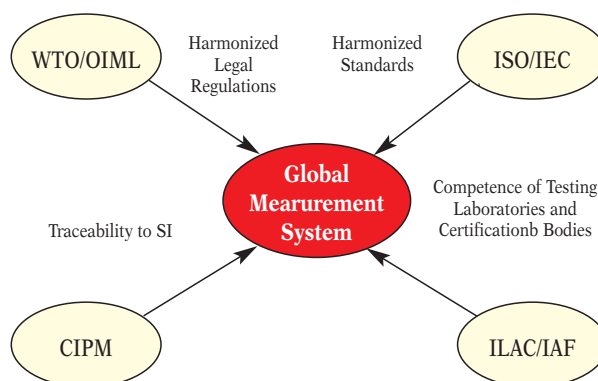 WTO/OIML
Harmonized
Legal
Regulations
Harmonized
Standards
ISO/IEC
Global
Mearurement
System
Traceability to SI
Competence of Testing
Laboratories and
Certificationb Bodies
CIPM
ILAC/IAF